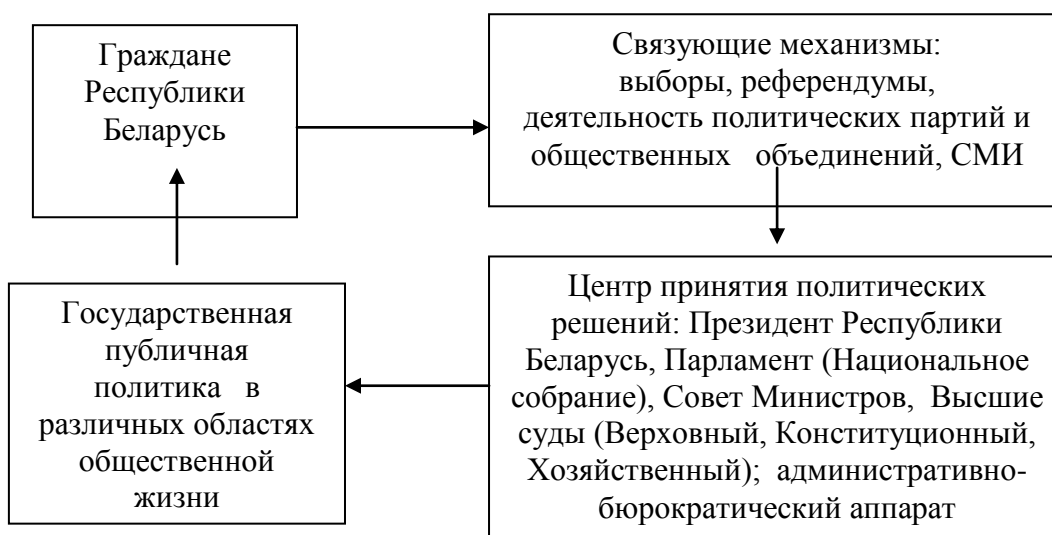 Граждане
Республики
Беларусь
Связующие механизмы:
выборы, референдумы,
деятельность политических партий и
общественных объединений, СМИ
Центр принятия политических
решений: Президент Республики
Беларусь, Парламент (Национальное
собрание), Совет Министров, Высшие
суды (Верховный, Конституционный,
Хозяйственный); административно-
бюрократический аппарат
Государственная
публичная
политика в
различных областях
общественной
жизни